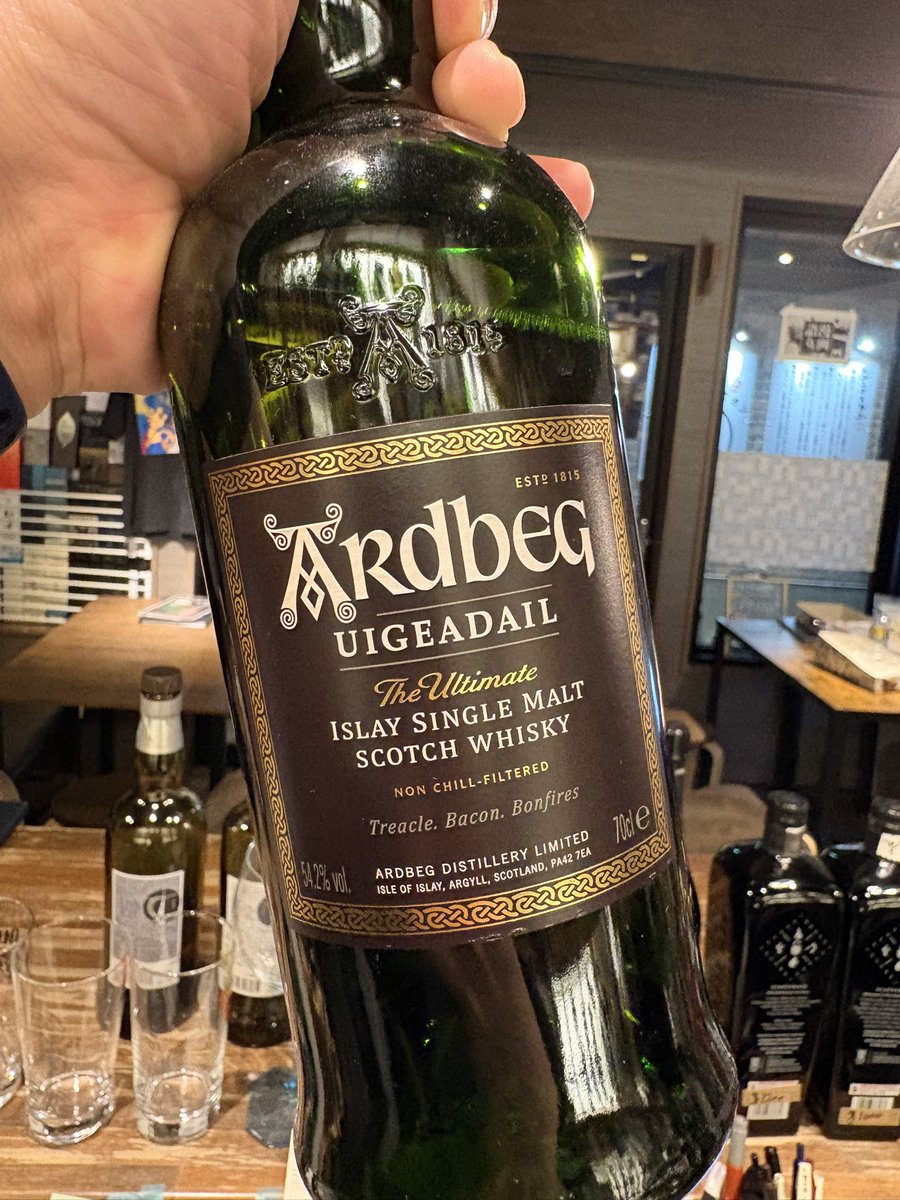 ESTD 1815
ESTD 1815
ARDBEG
UIGEADAIL
The Ultimate
ISLAY SINGLE MALT
SCOTCH WHISKY
NON CHILL-FILTERED
Treacle. Bacon. Bonfires
54.2% vol.
ARDBEG DISTILLERY LIMITED
70cl e
ISLE OF ISLAY, ARGYLL, SCOTLAND, PA42 7EA